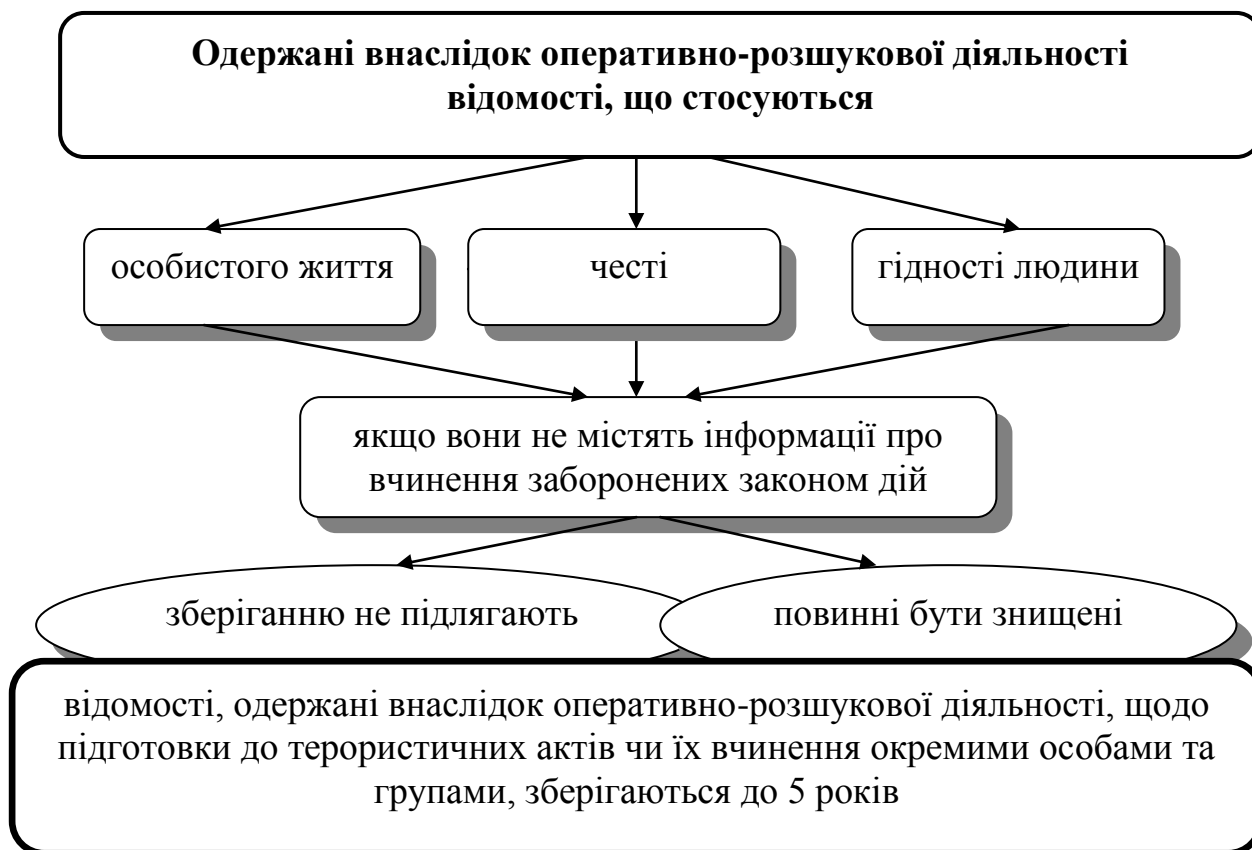 Одержані внаслідок оперативно-розшукової діяльності
відомості, що стосуються
особистого життя
честі
гідності людини
якщо вони не містять інформації про
вчинення заборонених законом дій
зберіганню не підлягають
повинні бути знищені
відомості, одержані внаслідок оперативно-розшукової діяльності, щодо
підготовки до терористичних актів чи їх вчинення окремими особами та
групами, зберігаються до 5 років